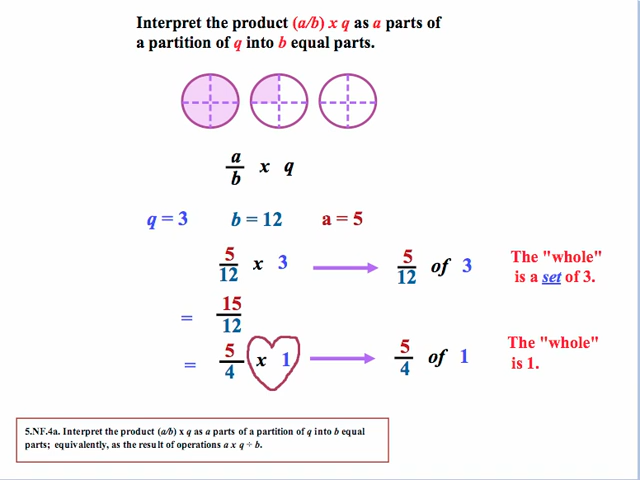 Interpret the product (a/b) x q as a parts of
a partition of q into b equal parts.
a/b x q
q = 3 b = 12 a = 5
5/12 x 3 5/12 of 3 The "whole"
is a set of 3.
= 15/12
= 5/4 x 1 5/4 of 1 The "whole"
is 1.
5.NF.4a. Interpret the product (a/b) x q as a parts of a partition of q into b equal
parts; equivalently, as the result of operations a x q ÷ b.